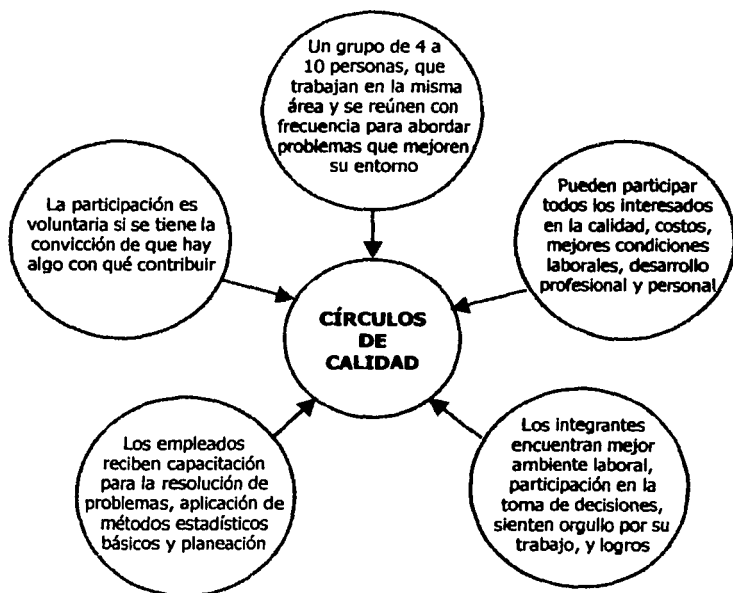 Un grupo de 4 a
10 personas, que
trabajan en la misma
área y se reúnen con
frecuencia para abordar
problemas que mejoren
su entorno
La participación es
voluntaria si se tiene la
convicción de que hay
algo con qué contribuir
Pueden participar
todos los interesados
en la calidad, costos,
mejores condiciones
laborales, desarrollo
profesional y personal
CÍRCULOS
DE
CALIDAD
Los empleados
reciben capacitación
para la resolución de
problemas, aplicación de
métodos estadísticos
básicos y planeación
Los integrantes
encuentran mejor
ambiente laboral,
participación en la
toma de decisiones,
sienten orgullo por su
trabajo, y logros